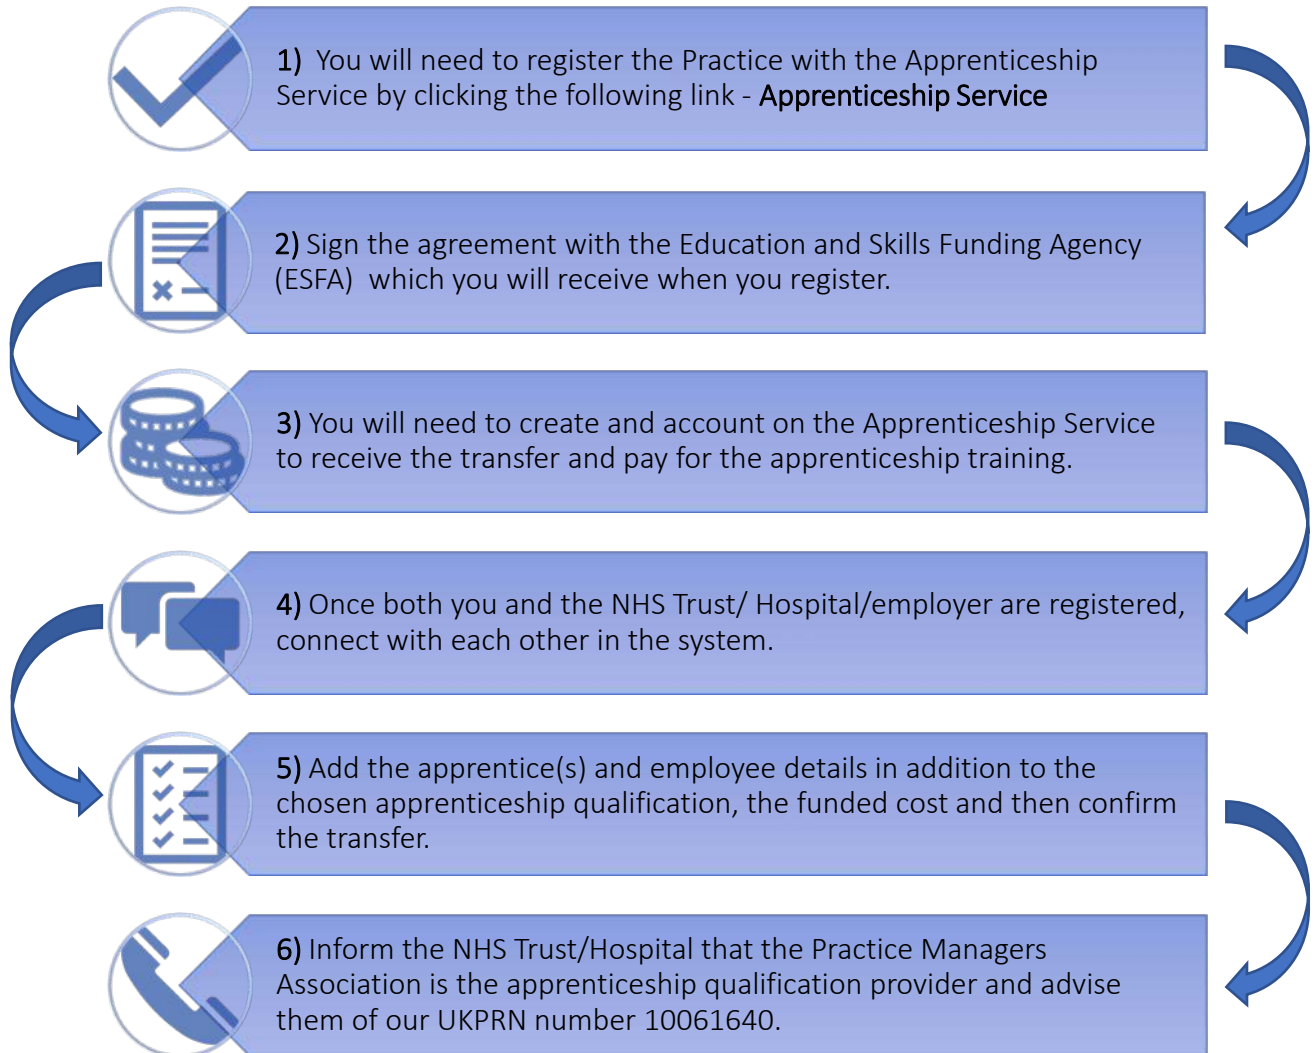 1) You will need to register the Practice with the Apprenticeship
Service by clicking the following link - Apprenticeship Service
2) Sign the agreement with the Education and Skills Funding Agency
(ESFA) which you will receive when you register.
3) You will need to create and account on the Apprenticeship Service
to receive the transfer and pay for the apprenticeship training.
4) Once both you and the NHS Trust/ Hospital/employer are registered,
connect with each other in the system.
5) Add the apprentice(s) and employee details in addition to the
chosen apprenticeship qualification, the funded cost and then confirm
the transfer.
6) Inform the NHS Trust/Hospital that the Practice Managers
Association is the apprenticeship qualification provider and advise
them of our UKPRN number 10061640.